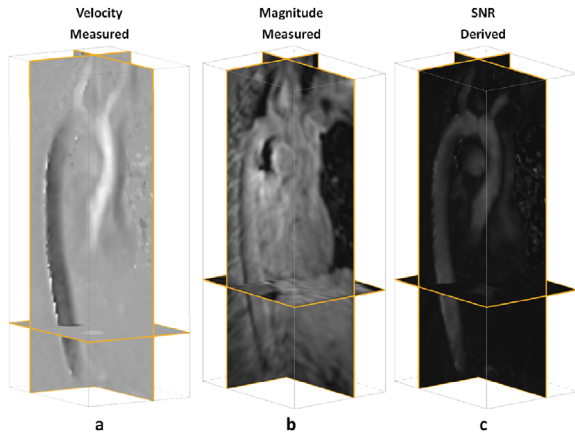 Velocity
Measured
Magnitude
Measured
SNR
Derived
a
b
c